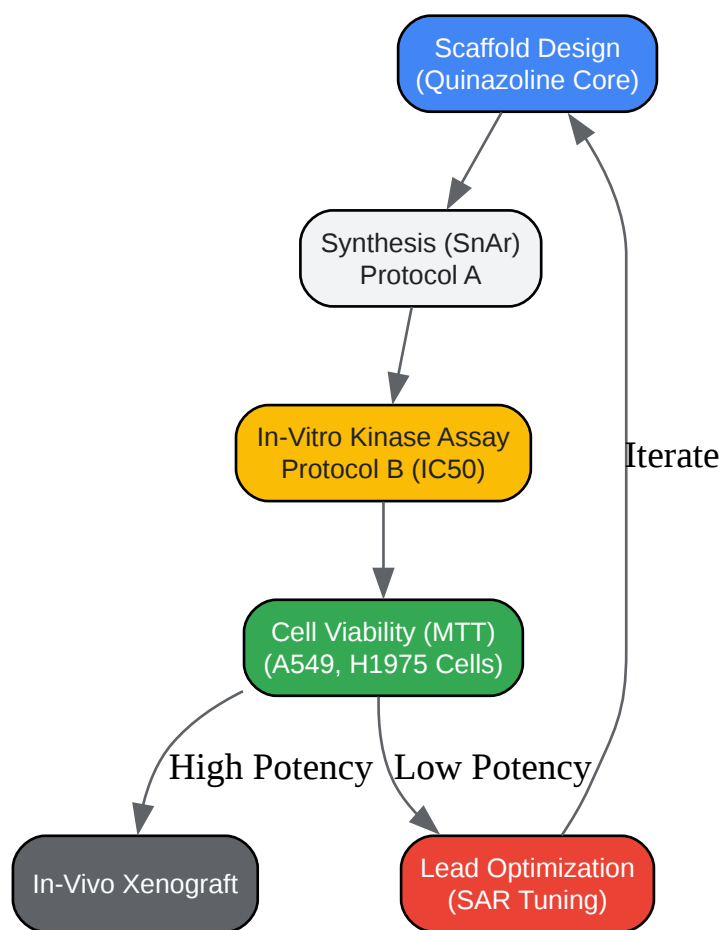 Scaffold Design
(Quinazoline Core)
Synthesis (SnAr)
Protocol A
In-Vitro Kinase Assay
Protocol B (IC50)
Iterate
Cell Viability (MTT)
(A549, H1975 Cells)
High Potency
Low Potency
In-Vivo Xenograft
Lead Optimization
(SAR Tuning)